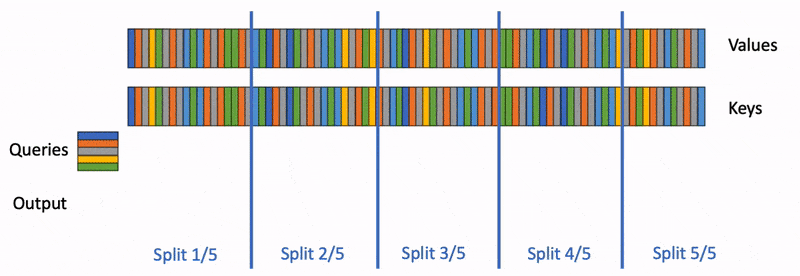 Values
Keys
Queries
Output
Split 1/5
Split 2/5
Split 3/5
Split 4/5
Split 5/5